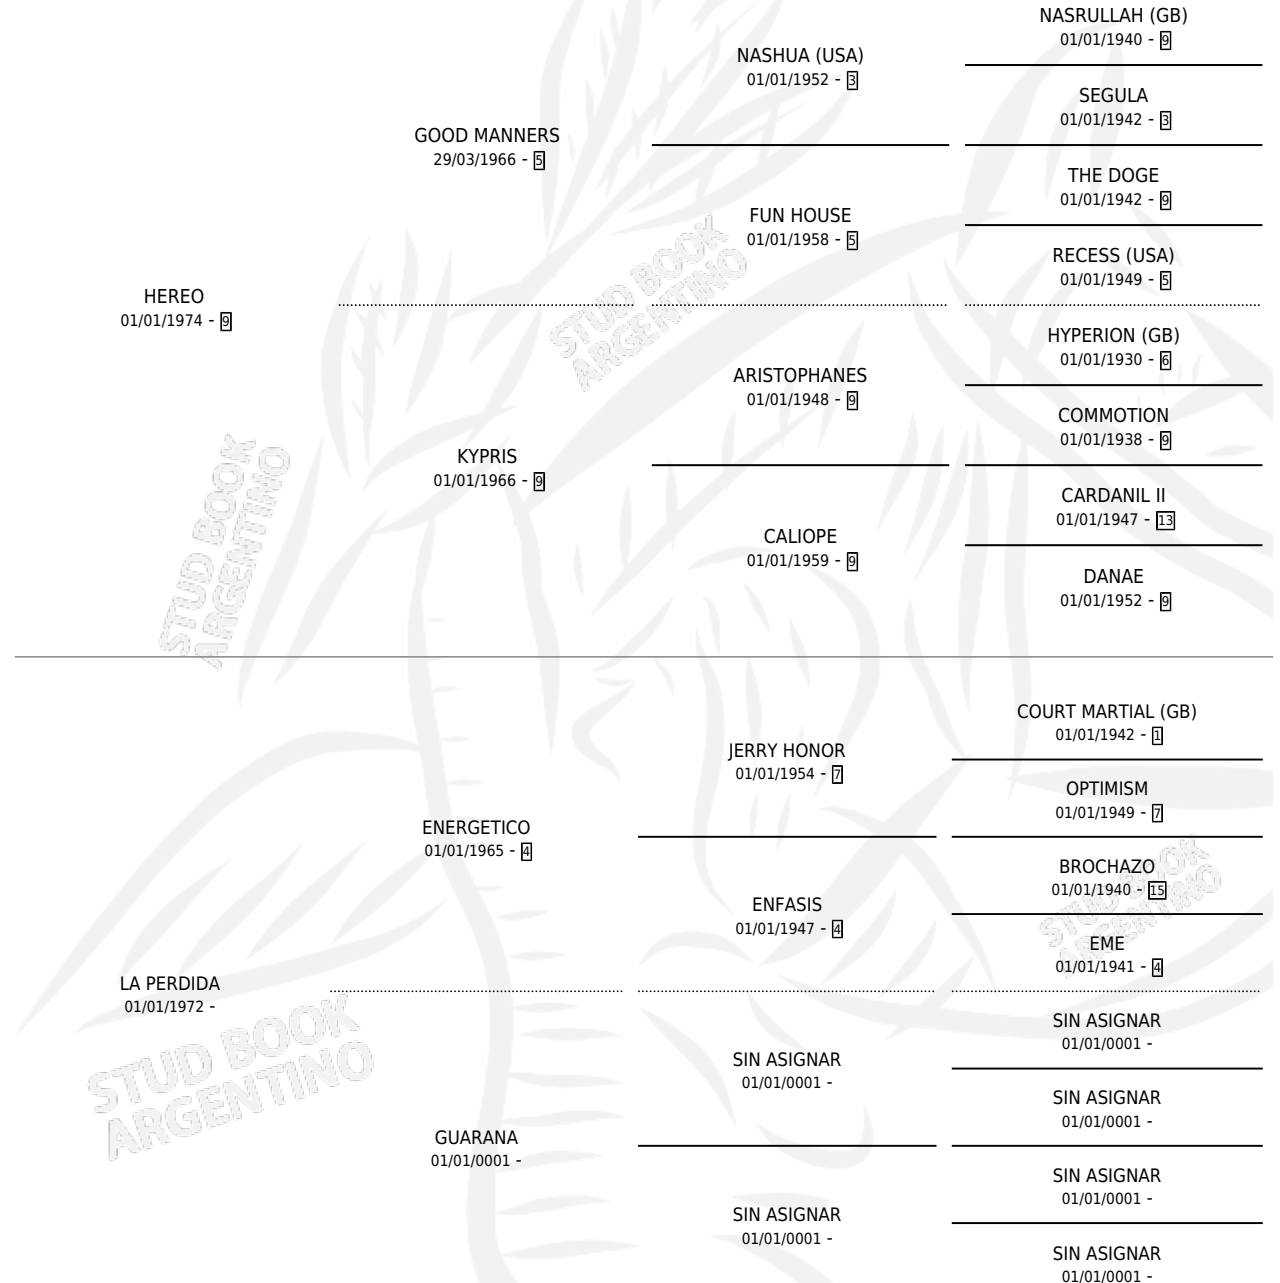 NASRULLAH (GB)
01/01/1940 - 9
NASHUA (USA)
01/01/1952 - 3
SEGULA
01/01/1942 - 3
GOOD MANNERS
29/03/1966 - 5
THE DOGE
01/01/1942 - 9
FUN HOUSE
01/01/1958 - 5
RECESS (USA)
01/01/1949 - 5
HEREO
01/01/1974 - 9
HYPERION (GB)
01/01/1930 - 6
ARISTOPHANES
01/01/1948 - 9
COMMOTION
01/01/1938 - 9
KYPRIS
01/01/1966 - 9
CARDANIL II
01/01/1947 - 13
CALIOPE
01/01/1959 - 9
DANAE
01/01/1952 - 9
COURT MARTIAL (GB)
01/01/1942 - 1
JERRY HONOR
01/01/1954 - 7
OPTIMISM
01/01/1949 - 7
ENERGETICO
01/01/1965 - 4
BROCHAZO
01/01/1940 - 15
ENFASIS
01/01/1947 - 4
EME
01/01/1941 - 4
LA PERDIDA
01/01/1972 -
SIN ASIGNAR
01/01/0001 -
SIN ASIGNAR
01/01/0001 -
SIN ASIGNAR
01/01/0001 -
GUARANA
01/01/0001 -
SIN ASIGNAR
01/01/0001 -
SIN ASIGNAR
01/01/0001 -
SIN ASIGNAR
01/01/0001 -
STUD BOOK
ARGENTINO
STUD BOOK
ARGENTINO
STUD BOOK
ARGENTINO
STUD BOOK
ARGENTINO